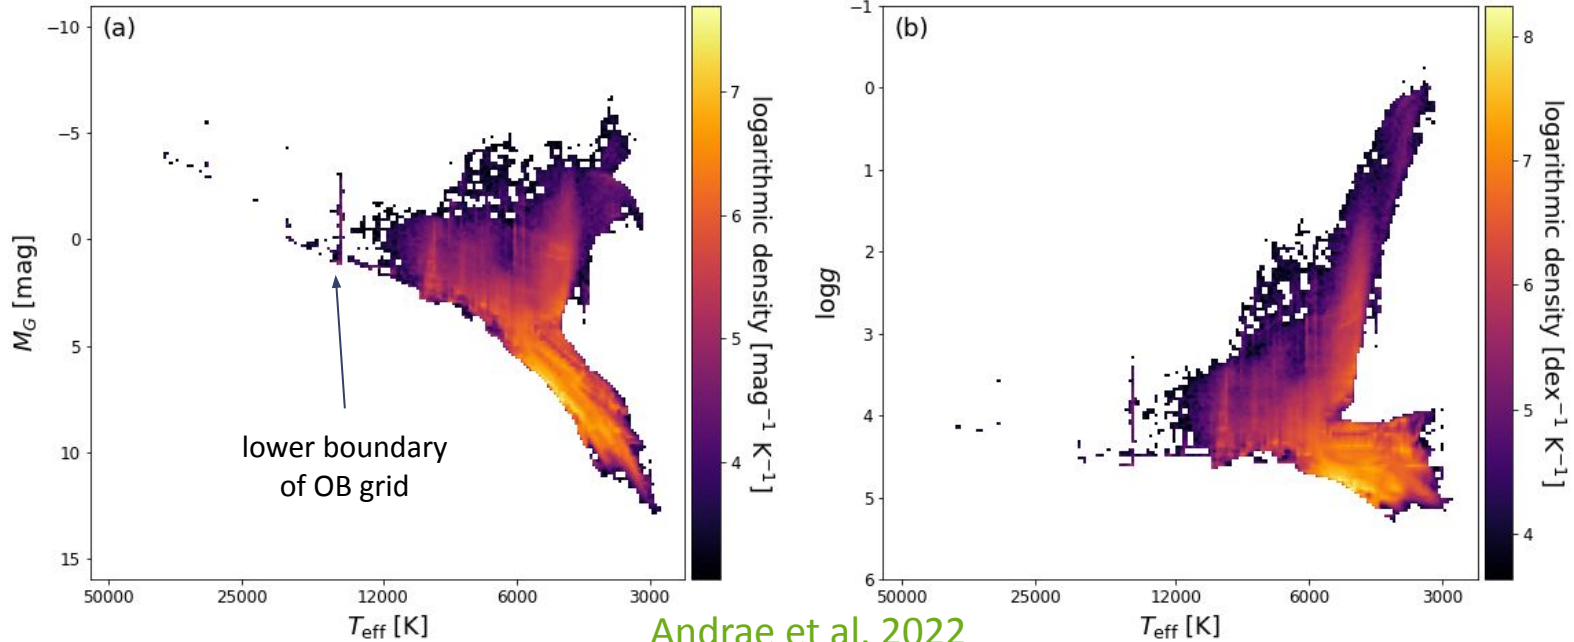 (a)
−10
−5
0
5
10
15
M_G [mag]
50000 25000 12000 6000 3000
T_eff [K]
lower boundary
of OB grid
7
6
5
4
logarithmic density [mag⁻¹ K⁻¹]
(b)
−1
0
1
2
3
4
5
6
logg
50000 25000 12000 6000 3000
T_eff [K]
8
7
6
5
4
logarithmic density [dex⁻¹ K⁻¹]
Andrae et al. 2022